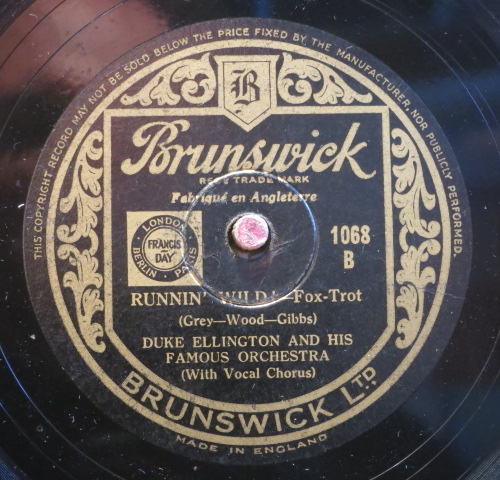 THIS COPYRIGHT RECORD MAY NOT BE SOLD BELOW THE PRICE FIXED BY THE MANUFACTURER, NOR PUBLICLY PERFORMED.
B
Brunswick
REGD TRADE MARK
Fabriqué en Angleterre
LONDON
FRANCIS
DAY
BERLIN · PARIS
1068
B
RUNNIN' WILD!—Fox-Trot
(Grey—Wood—Gibbs)
DUKE ELLINGTON AND HIS
FAMOUS ORCHESTRA
(With Vocal Chorus)
BRUNSWICK LTD.
MADE IN ENGLAND